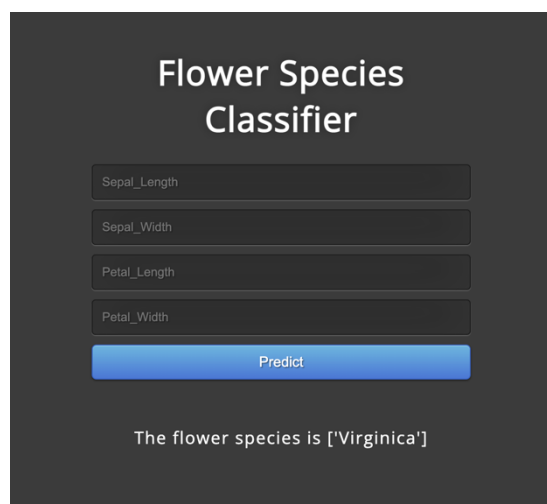 Flower Species
Classifier
Sepal_Length
Sepal_Width
Petal_Length
Petal_Width
Predict
The flower species is ['Virginica']